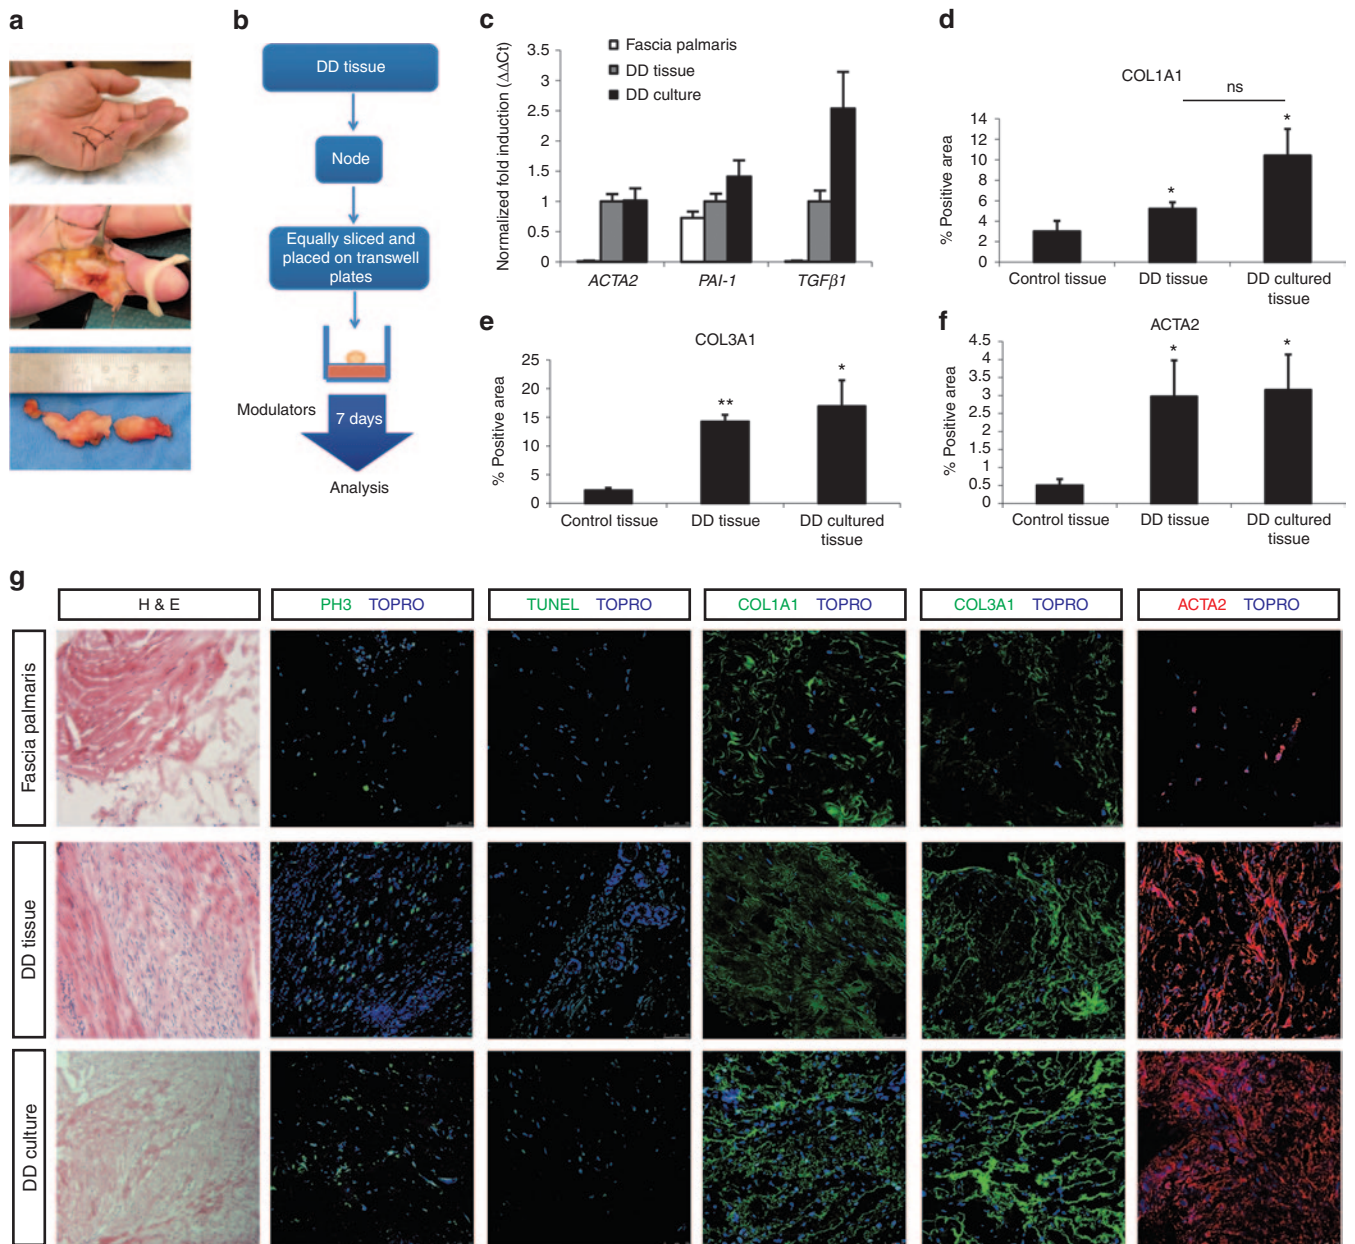 a
b
DD tissue
Node
Equally sliced and
placed on transwell
plates
Modulators
7 days
Analysis
c
Normalized fold induction (ΔΔCt)
3.5
3
2.5
2
1.5
1
0.5
0
Fascia palmaris
DD tissue
DD culture
ACTA2
PAI-1
TGFβ1
d
COL1A1
ns
% Positive area
14
12
10
8
6
4
2
0
*
*
Control tissue
DD tissue
DD cultured
tissue
e
COL3A1
% Positive area
25
20
15
10
5
0
**
*
Control tissue
DD tissue
DD cultured
tissue
f
ACTA2
% Positive area
4.5
4
3.5
3
2.5
2
1.5
1
0.5
0
*
*
Control tissue
DD tissue
DD cultured
tissue
g
H & E
PH3 TOPRO
TUNEL TOPRO
COL1A1 TOPRO
COL3A1 TOPRO
ACTA2 TOPRO
Fascia palmaris
DD tissue
DD culture